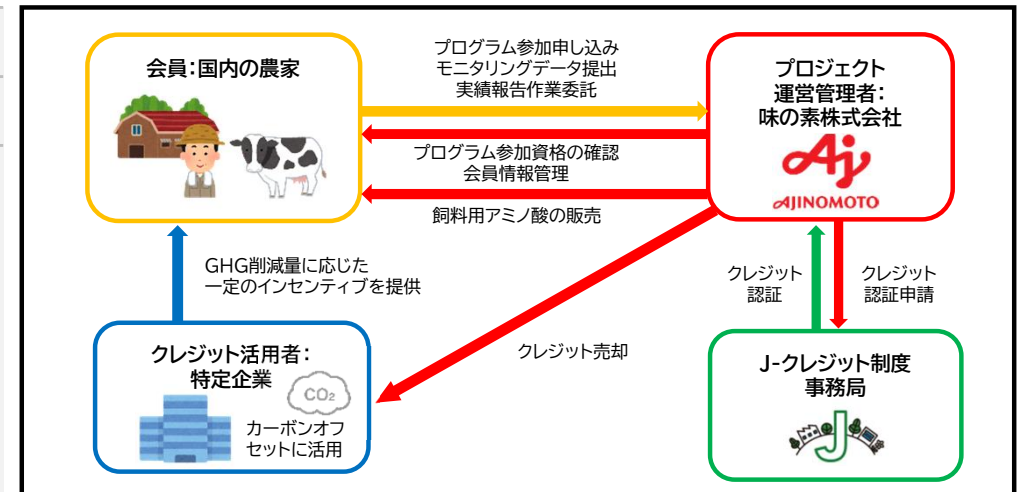 会員:国内の農家
プログラム参加申し込み
モニタリングデータ提出
実績報告作業委託
プロジェクト
運営管理者:
味の素株式会社
Aj
AJINOMOTO
プログラム参加資格の確認
会員情報管理
飼料用アミノ酸の販売
GHG削減量に応じた
一定のインセンティブを提供
クレジット
認証
クレジット
認証申請
クレジット売却
クレジット活用者:
特定企業
CO₂
カーボンオフ
セットに活用
J-クレジット制度
事務局
J